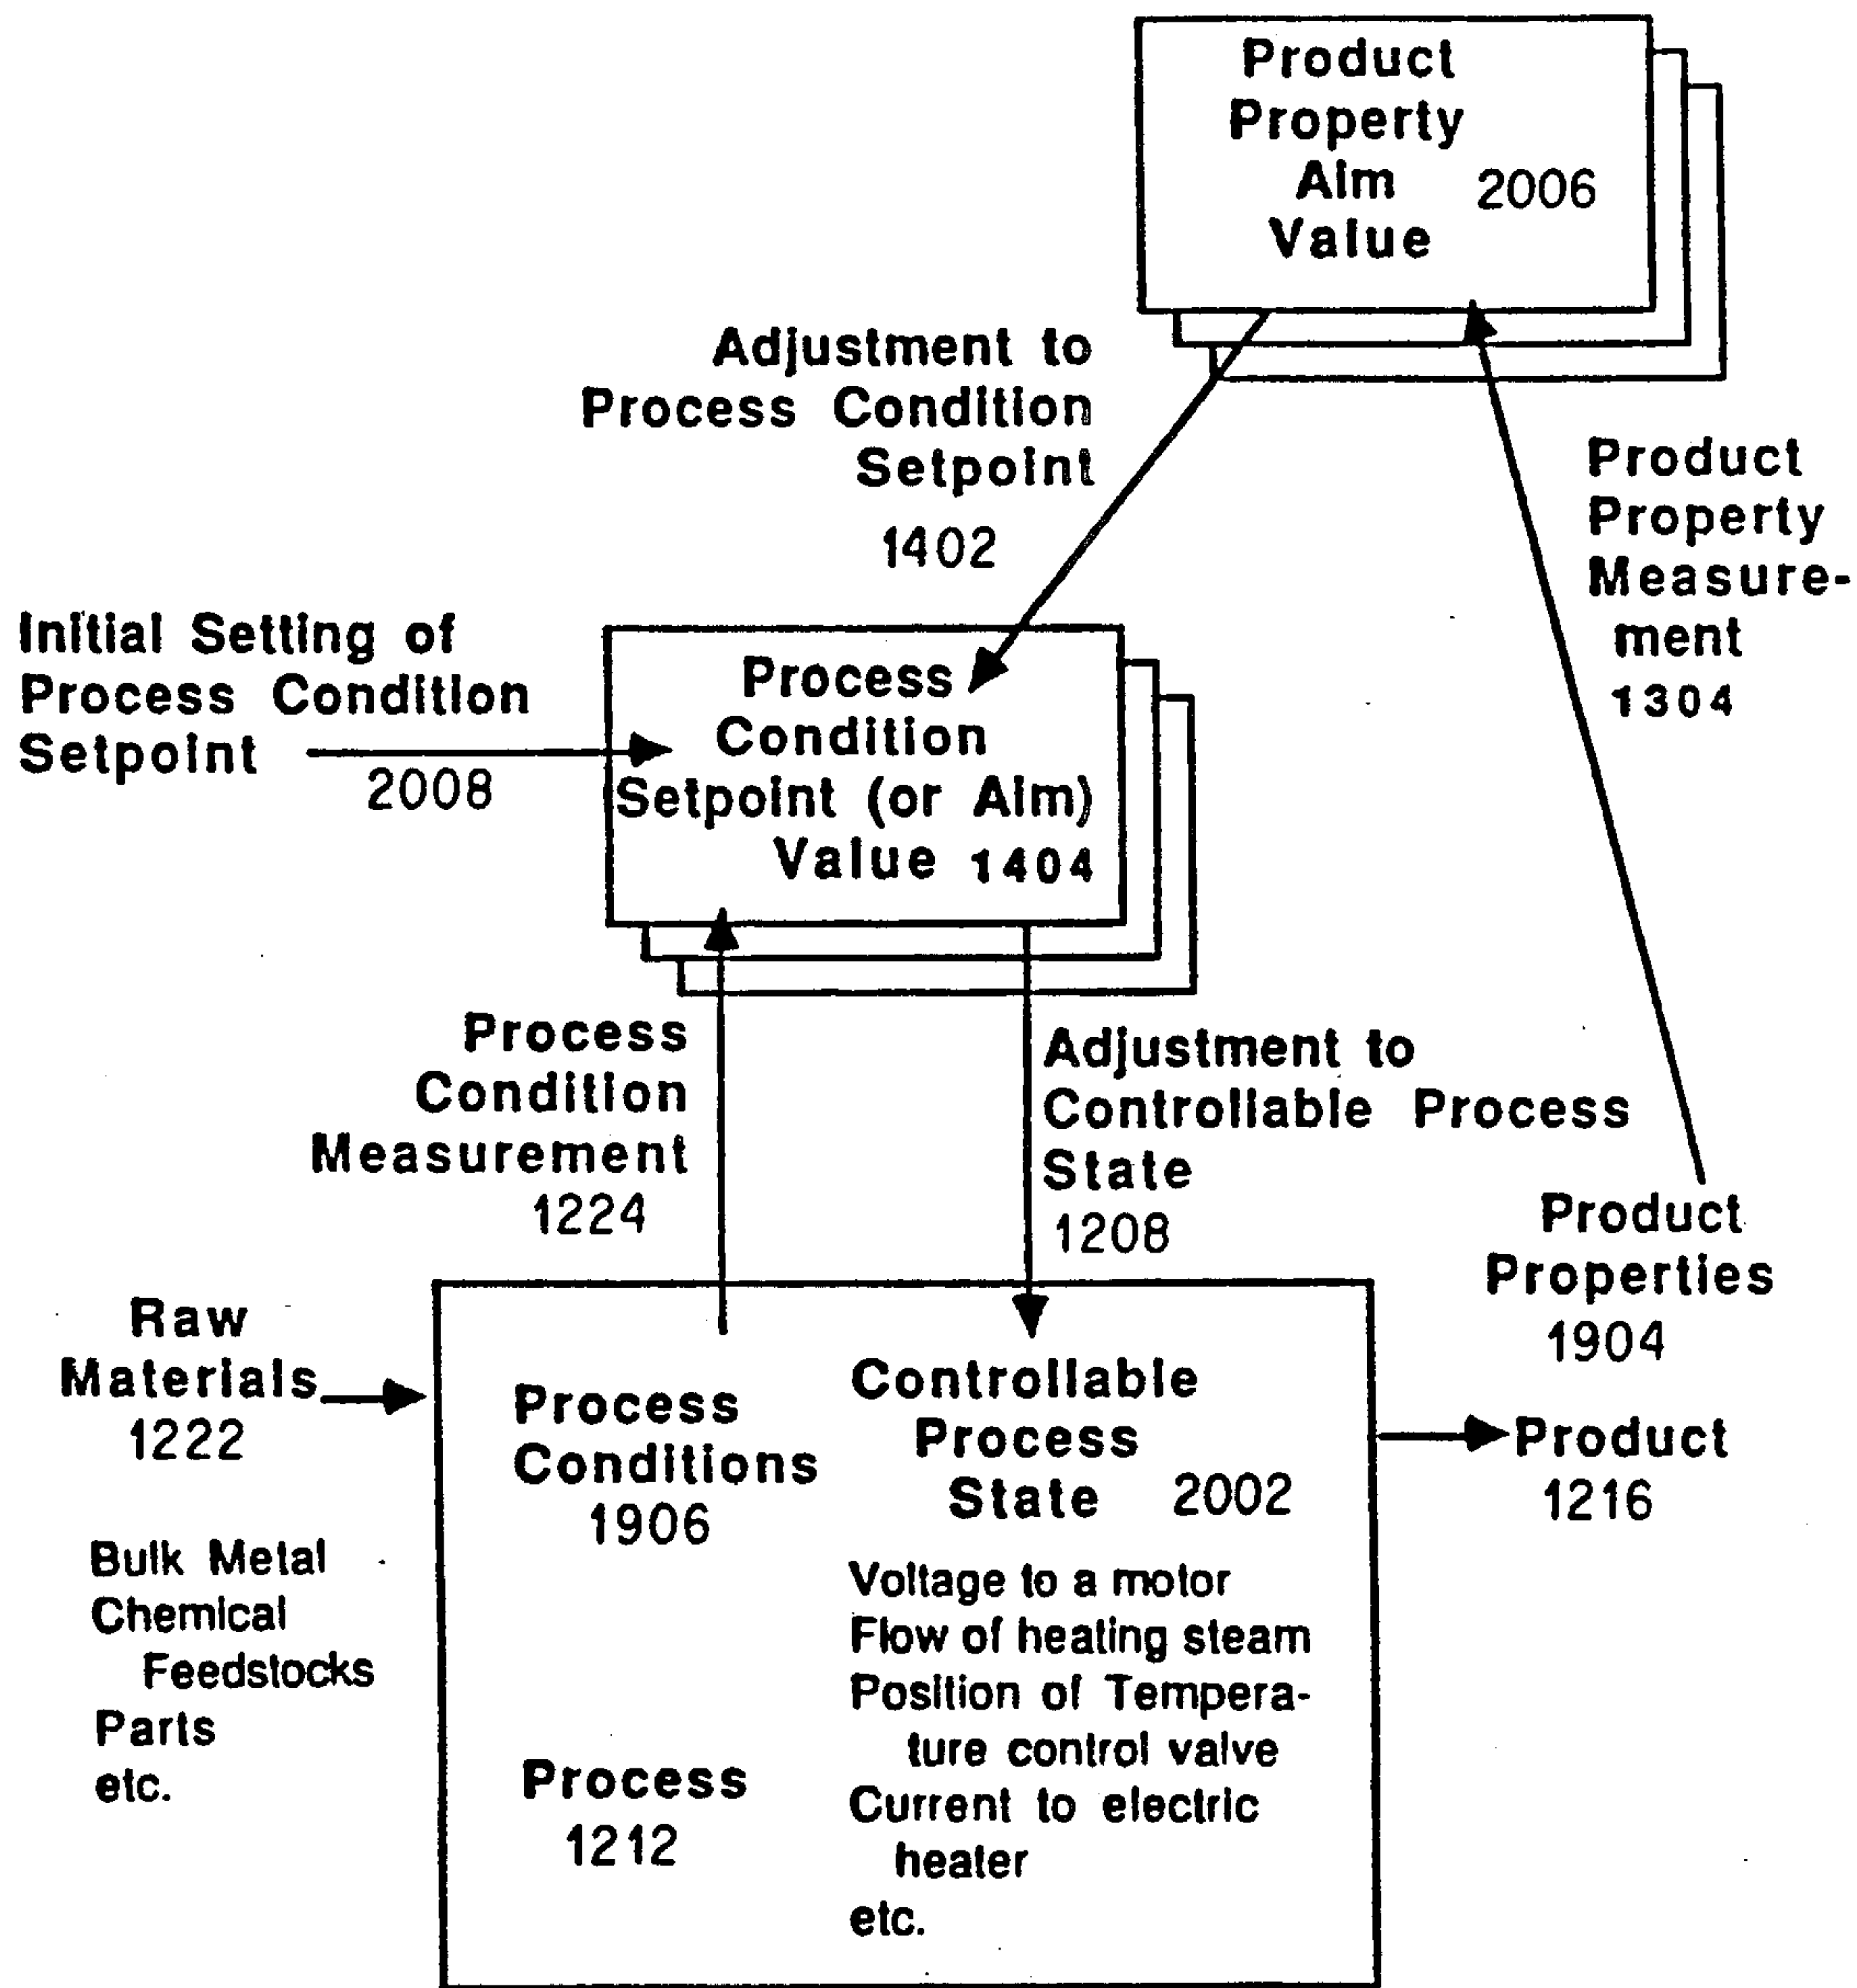 Product
Property
Aim 2006
Value
Adjustment to
Process Condition
Setpoint
1402
Product
Property
Measure-
ment
1304
Initial Setting of
Process Condition
Setpoint
2008
Process
Condition
Setpoint (or Aim)
Value 1404
Process
Condition
Measurement
1224
Adjustment to
Controllable Process
State
1208
Product
Properties
1904
Raw
Materials
1222
Bulk Metal
Chemical
Feedstocks
Parts
etc.
Process
Conditions
1906
Process
1212
Controllable
Process
State 2002
Voltage to a motor
Flow of heating steam
Position of Tempera-
ture control valve
Current to electric
heater
etc.
Product
1216